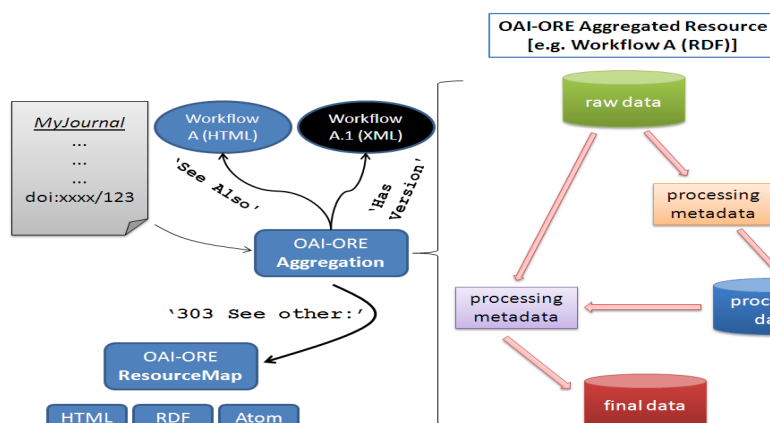 OAI-ORE Aggregated Resource
[e.g. Workflow A (RDF)]
MyJournal
...
...
...
doi:xxxx/123
Workflow
A (HTML)
Workflow
A.1 (XML)
'See Also'
'Has
Version'
OAI-ORE
Aggregation
'303 See other:'
OAI-ORE
ResourceMap
HTML
RDF
Atom
raw data
processing
metadata
processing
metadata
final data